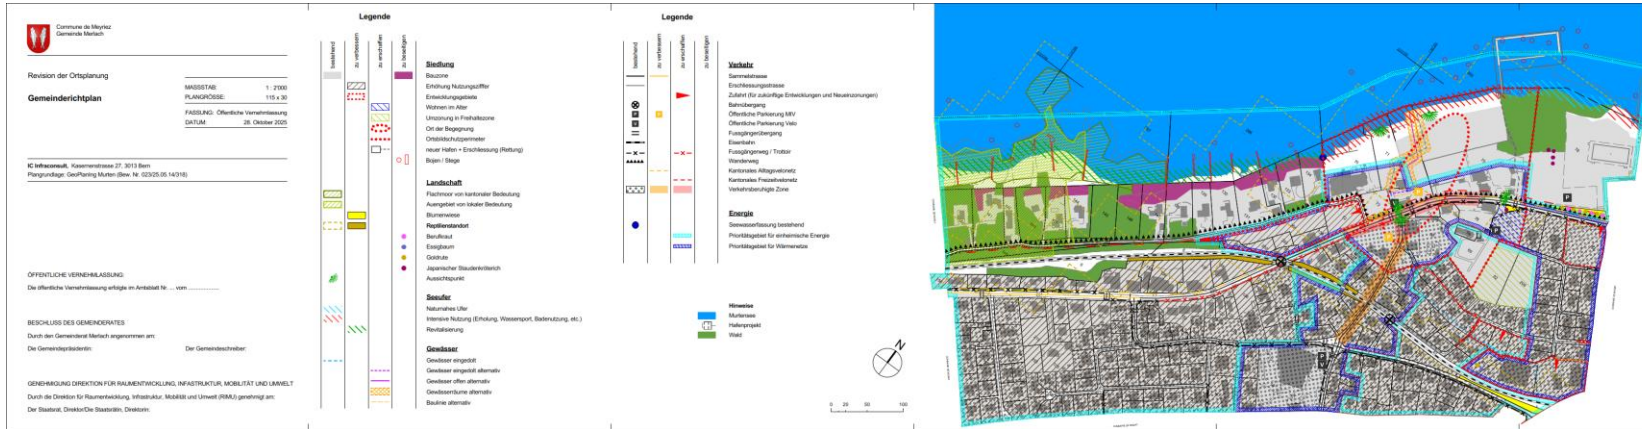 Commune de Meyriez
Gemeinde Merlach
Revision der Ortsplanung
Gemeinderichtplan
MASSSTAB: 1 : 2'000
PLANGRÖSSE: 115 x 30
FASSUNG: Öffentliche Vernehmlassung
DATUM: 28. Oktober 2025
IC Infraconsult, Kasernenstrasse 27, 3013 Bern
Plangrundlage: GeoPlaning Murten (Bew. Nr. 023/25.05.14/318)
ÖFFENTLICHE VERNEHMLASSUNG:
Die öffentliche Vernehmlassung erfolgte im Amtsblatt Nr. ... vom ....................
BESCHLUSS DES GEMEINDERATES
Durch den Gemeinderat Merlach angenommen am:
Die Gemeindepräsidentin: Der Gemeindeschreiber:
GENEHMIGUNG DIREKTION FÜR RAUMENTWICKLUNG, INFASTRUKTUR, MOBILITÄT UND UMWELT
Durch die Direktion für Raumentwicklung, Infrastruktur, Mobilität und Umwelt (RIMU) genehmigt am:
Der Staatsrat, Direktor/Die Staatsrätin, Direktorin:
Legende
bestehend
zu verbessern
zu erschaffen
zu beseitigen
Siedlung
Bauzone
Erhöhung Nutzungsziffer
Entwicklungsgebiete
Wohnen im Alter
Umzonung in Freihaltezone
Ort der Begegnung
Ortsbildschutzperimeter
neuer Hafen + Erschliessung (Rettung)
Bojen / Stege
Landschaft
Flachmoor von kantonaler Bedeutung
Auengebiet von lokaler Bedeutung
Blumenwiese
Reptilienstandort
Berufkraut
Essigbaum
Goldrute
Japanischer Staudenknöterich
Aussichtspunkt
Seeufer
Naturnahes Ufer
Intensive Nutzung (Erholung, Wassersport, Badenutzung, etc.)
Revitalisierung
Gewässer
Gewässer eingedolt
Gewässer eingedolt alternativ
Gewässer offen alternativ
Gewässerräume alternativ
Baulinie alternativ
Legende
bestehend
zu verbessern
zu erschaffen
zu beseitigen
Verkehr
Sammelstrasse
Erschliessungstrasse
Zufahrt (für zukünftige Entwicklungen und Neueinzonungen)
Bahnübergang
Öffentliche Parkierung MIV
Öffentliche Parkierung Velo
Fussgängerübergang
Eisenbahn
Fussgängerweg / Trottoir
Wanderweg
Kantonales Alltagsvelonetz
Kantonales Freizeitvelonetz
Verkehrsberuhigte Zone
Energie
Seewasserfassung bestehend
Prioritätsgebiet für einheimische Energie
Prioritätsgebiet für Wärmenetze
Hinweise
Murtensee
Hafenprojekt
Wald
N
0 25 50 100